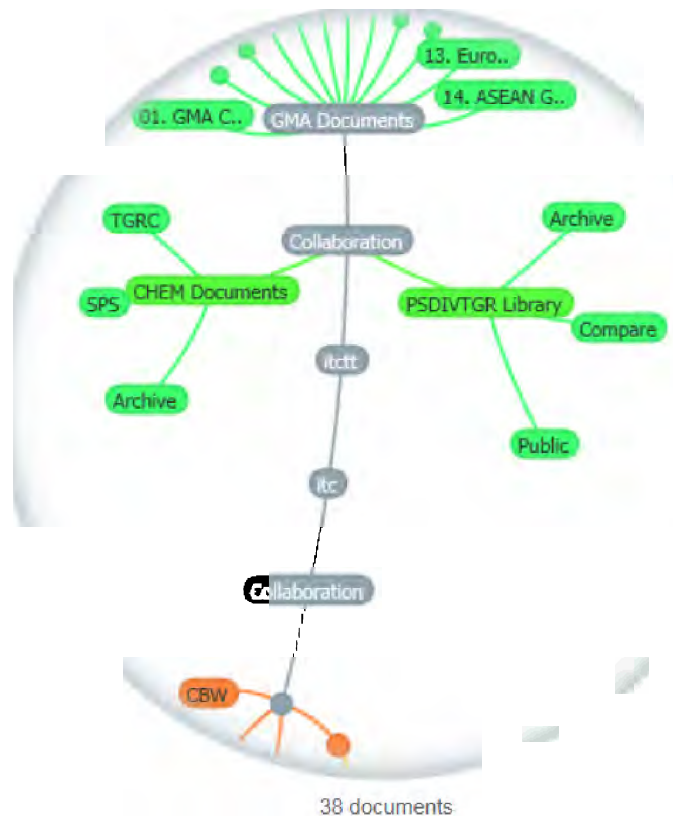 13. Euro..
14. ASEAN G..
01. GMA C..
GMA Documents
TGRC
Archive
Collaboration
CHEM Documents
SPS
PSDIVTGR Library
Compare
itctt
Archive
Public
itc
Collaboration
CBW
38 documents